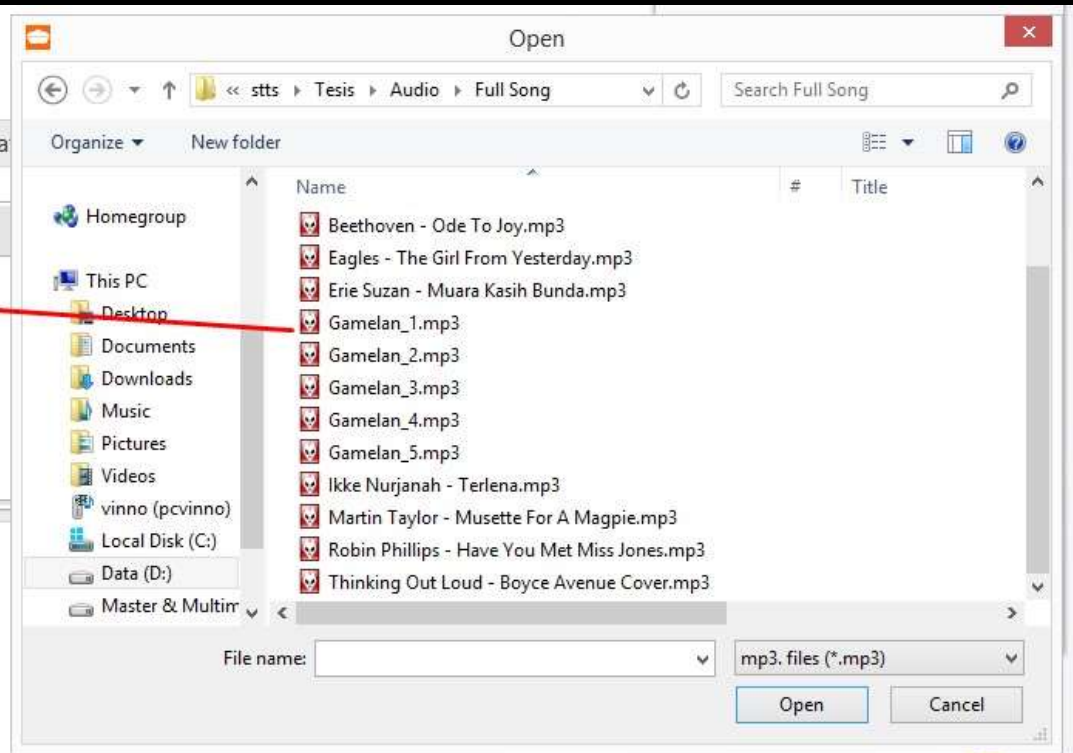 Open
« stts Tesis Audio Full Song Search Full Song
Organize New folder
Name # Title
Homegroup
This PC
Desktop
Documents
Downloads
Music
Pictures
Videos
vinno (pcvinno)
Local Disk (C:)
Data (D:)
Master & Multim
Beethoven - Ode To Joy.mp3
Eagles - The Girl From Yesterday.mp3
Erie Suzan - Muara Kasih Bunda.mp3
Gamelan_1.mp3
Gamelan_2.mp3
Gamelan_3.mp3
Gamelan_4.mp3
Gamelan_5.mp3
Ikke Nurjanah - Terlena.mp3
Martin Taylor - Musette For A Magpie.mp3
Robin Phillips - Have You Met Miss Jones.mp3
Thinking Out Loud - Boyce Avenue Cover.mp3
File name: mp3. files (*.mp3)
Open Cancel